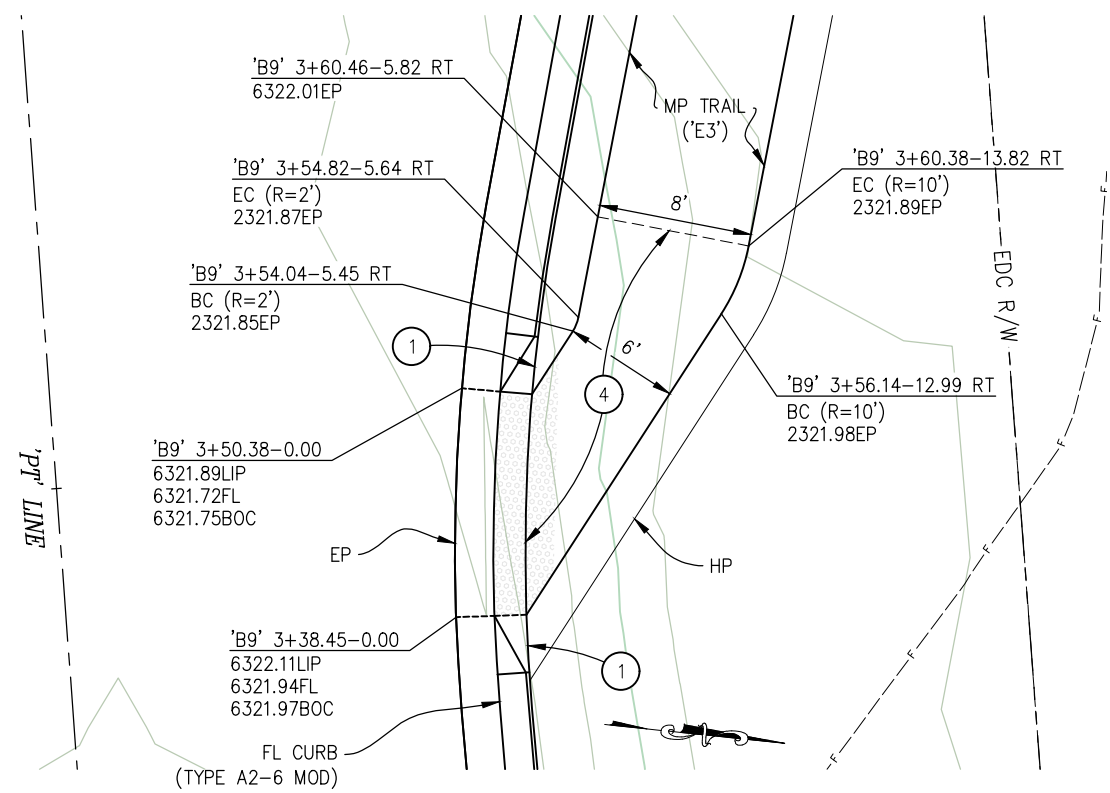 'B9' 3+60.46-5.82 RT
6322.01EP
MP TRAIL
('E3')
'B9' 3+54.82-5.64 RT
EC (R=2')
2321.87EP
'B9' 3+60.38-13.82 RT
EC (R=10')
2321.89EP
8'
'B9' 3+54.04-5.45 RT
BC (R=2')
2321.85EP
EDC R/W
F
F
1
6'
4
'B9' 3+56.14-12.99 RT
BC (R=10')
2321.98EP
F
'B9' 3+50.38-0.00
6321.89LIP
6321.72FL
6321.75BOC
'PT' LINE
EP
HP
F
'B9' 3+38.45-0.00
6322.11LIP
6321.94FL
6321.97BOC
1
F
FL CURB
(TYPE A2-6 MOD)
F